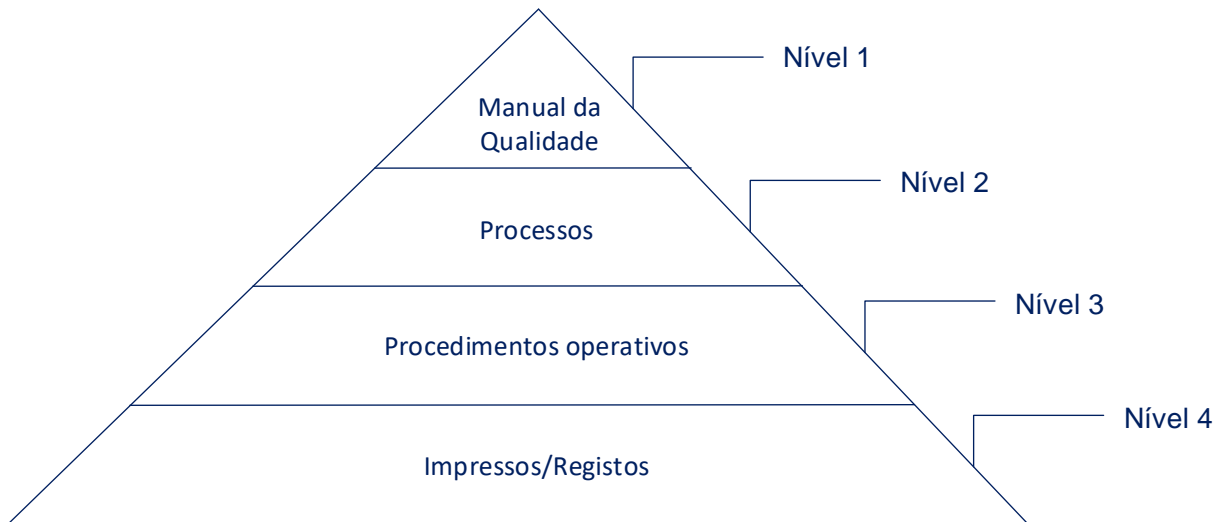 Nível 1
Manual da
Qualidade
Nível 2
Processos
Nível 3
Procedimentos operativos
Nível 4
Impressos/Registos